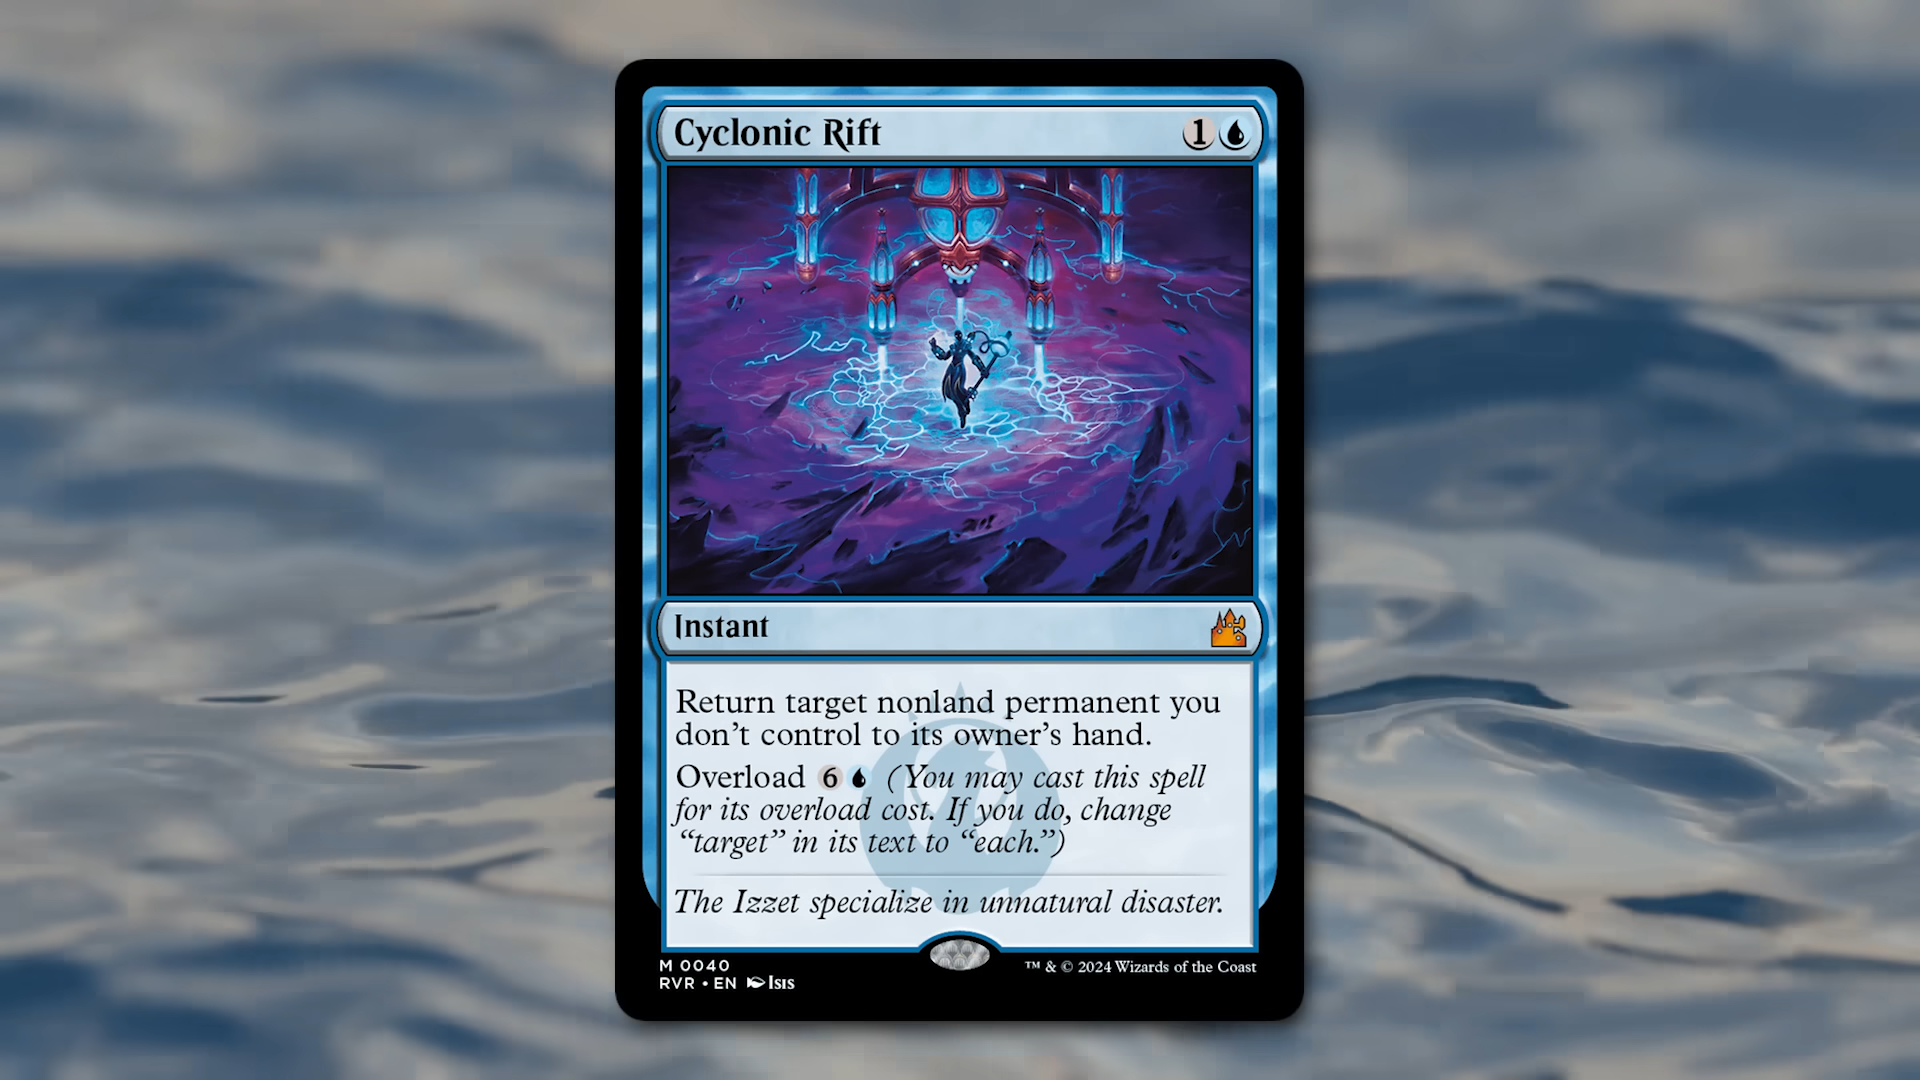 Cyclonic Rift 1
Instant
Return target nonland permanent you
don't control to its owner's hand.
Overload 6 (You may cast this spell
for its overload cost. If you do, change
“target” in its text to “each.”)
The Izzet specialize in unnatural disaster.
M 0040
RVR • EN Isis
™ & © 2024 Wizards of the Coast